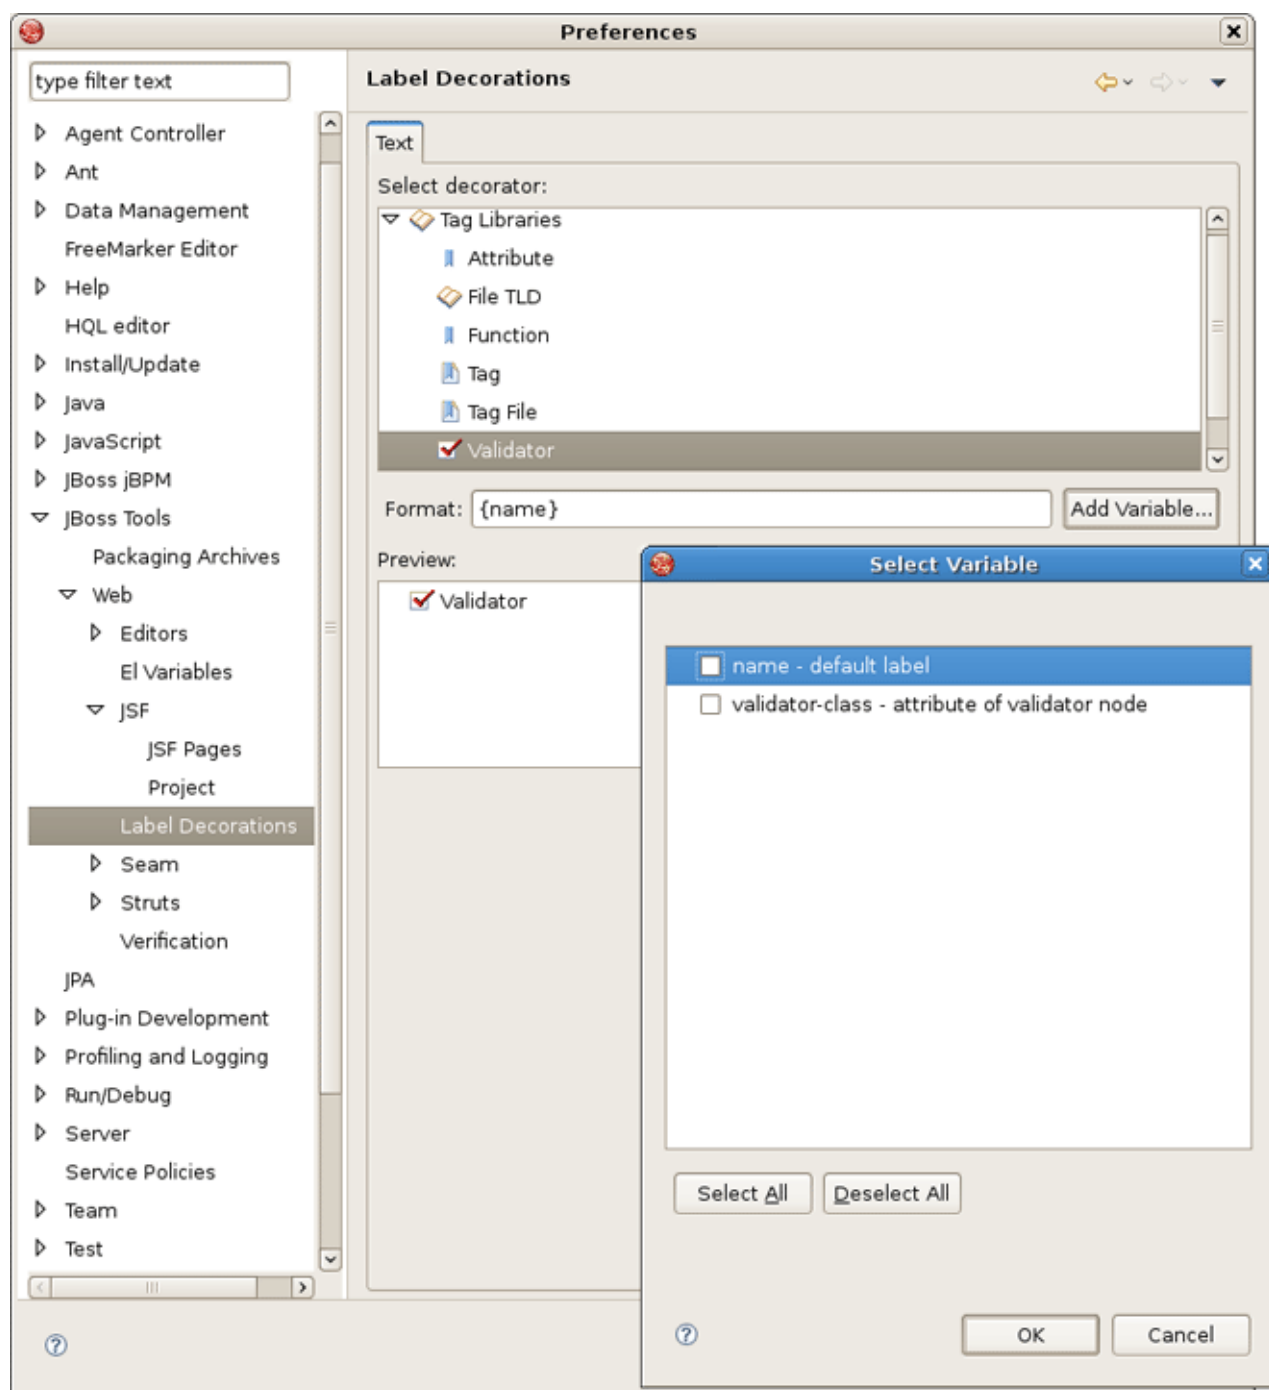 Preferences
type filter text
Agent Controller
Ant
Data Management
FreeMarker Editor
Help
HQL editor
Install/Update
Java
JavaScript
JBoss jBPM
JBoss Tools
Packaging Archives
Web
Editors
El Variables
JSF
JSF Pages
Project
Label Decorations
Seam
Struts
Verification
JPA
Plug-in Development
Profiling and Logging
Run/Debug
Server
Service Policies
Team
Test
Label Decorations
Text
Select decorator:
Tag Libraries
Attribute
File TLD
Function
Tag
Tag File
Validator
Format: {name} Add Variable...
Preview:
Validator
Select Variable
name - default label
validator-class - attribute of validator node
Select All Deselect All
OK Cancel